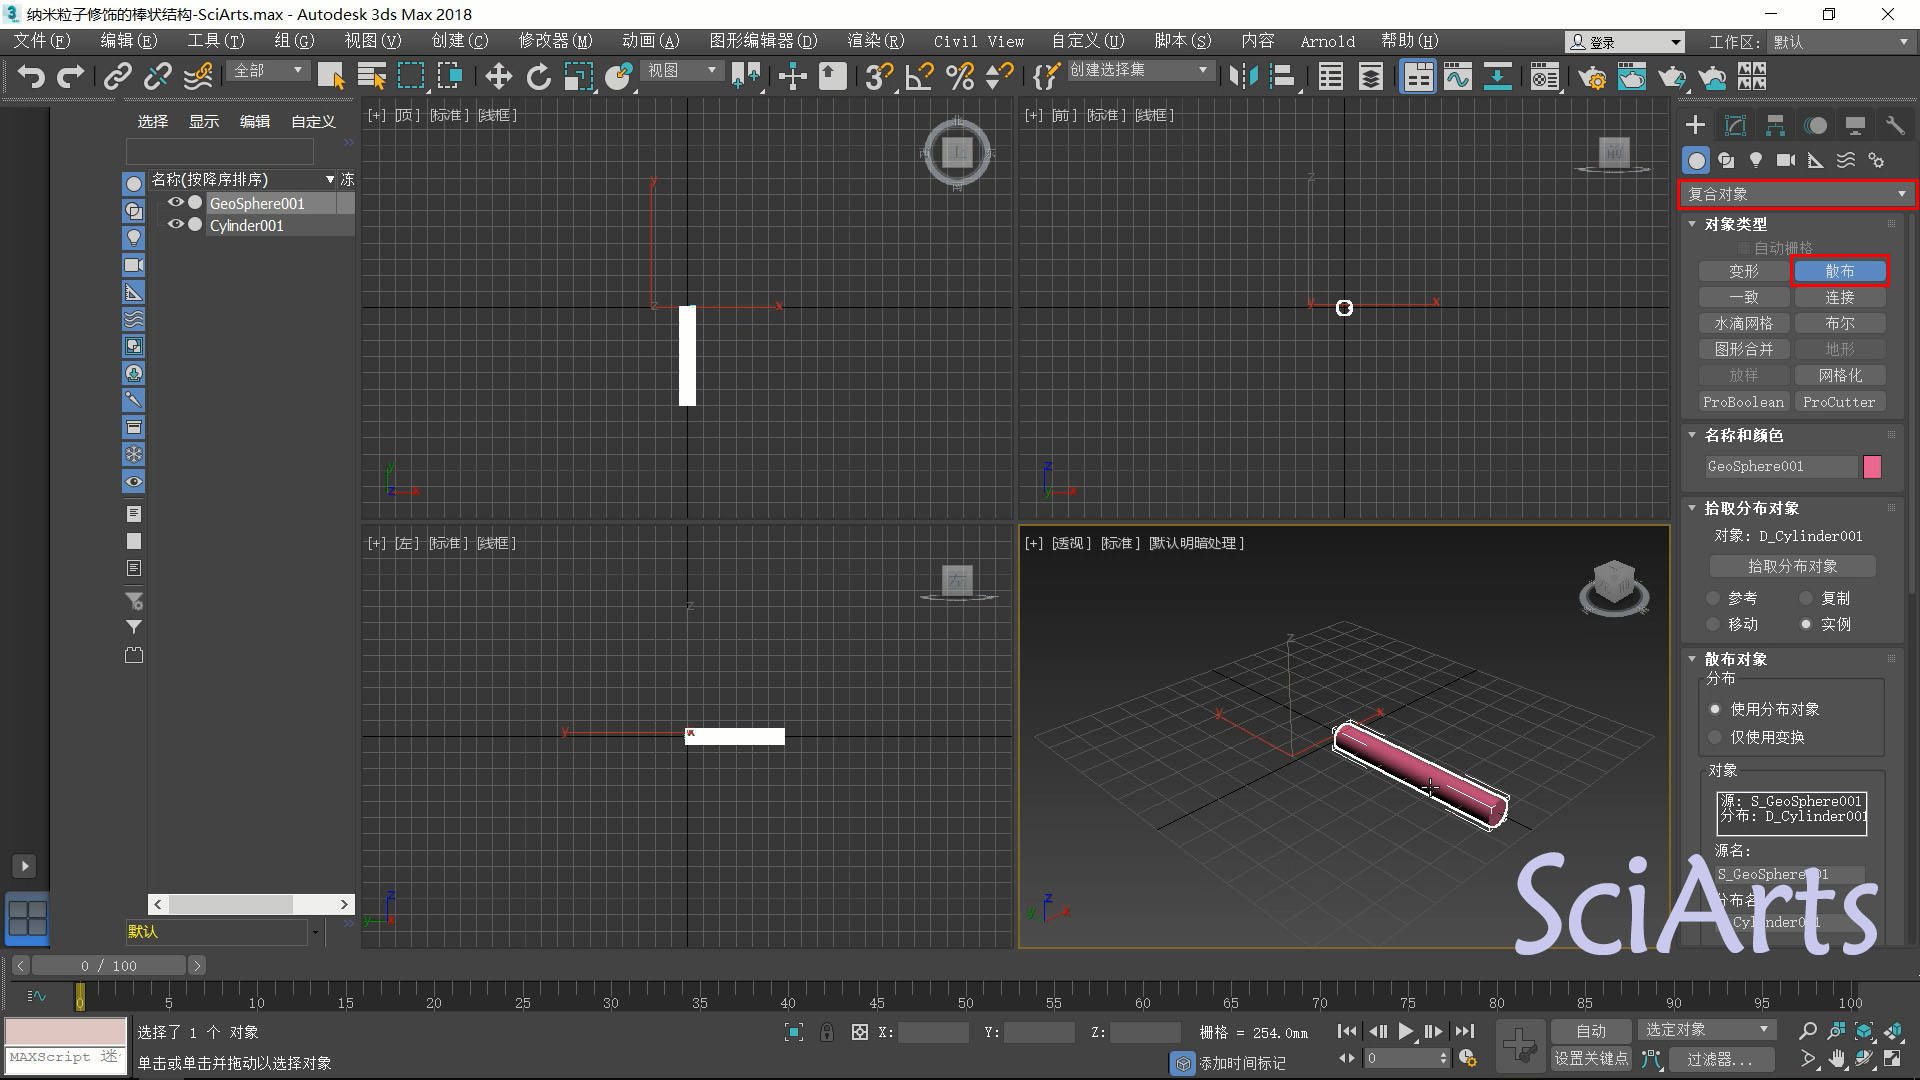 纳米粒子修饰的棒状结构-SciArts.max - Autodesk 3ds Max 2018
文件(F) 编辑(E) 工具(T) 组(G) 视图(V) 创建(C) 修改器(M) 动画(A) 图形编辑器(D) 渲染(R) Civil View 自定义(U) 脚本(S) 内容 Arnold 帮助(H) 登录 工作区: 默认
全部 视图 创建选择集
选择 显示 编辑 自定义
名称(按降序排序) 冻
GeoSphere001
Cylinder001
默认
[+] [顶] [标准] [线框]
上 北 东 南 西
y
z x
y
z x
[+] [前] [标准] [线框]
前
z
y x
z
y x
[+] [左] [标准] [线框]
左
z
y x
z
y x
[+] [透视] [标准] [默认明暗处理]
z
y x
z
y x
复合对象
对象类型
自动栅格
变形 散布
一致 连接
水滴网格 布尔
图形合并 地形
放样 网格化
ProBoolean ProCutter
名称和颜色
GeoSphere001
拾取分布对象
对象: D_Cylinder001
拾取分布对象
参考 复制
移动 实例
散布对象
分布
使用分布对象
仅使用变换
对象
源: S_GeoSphere001
分布: D_Cylinder001
源名:
SciArts
0 / 100
0 5 10 15 20 25 30 35 40 45 50 55 60 65 70 75 80 85 90 95 100
选择了 1 个 对象
X: Y: Z: 栅格 = 254.0mm
自动 选定对象
MAXScript 迷
单击或单击并拖动以选择对象
添加时间标记
0
设置关键点 过滤器...